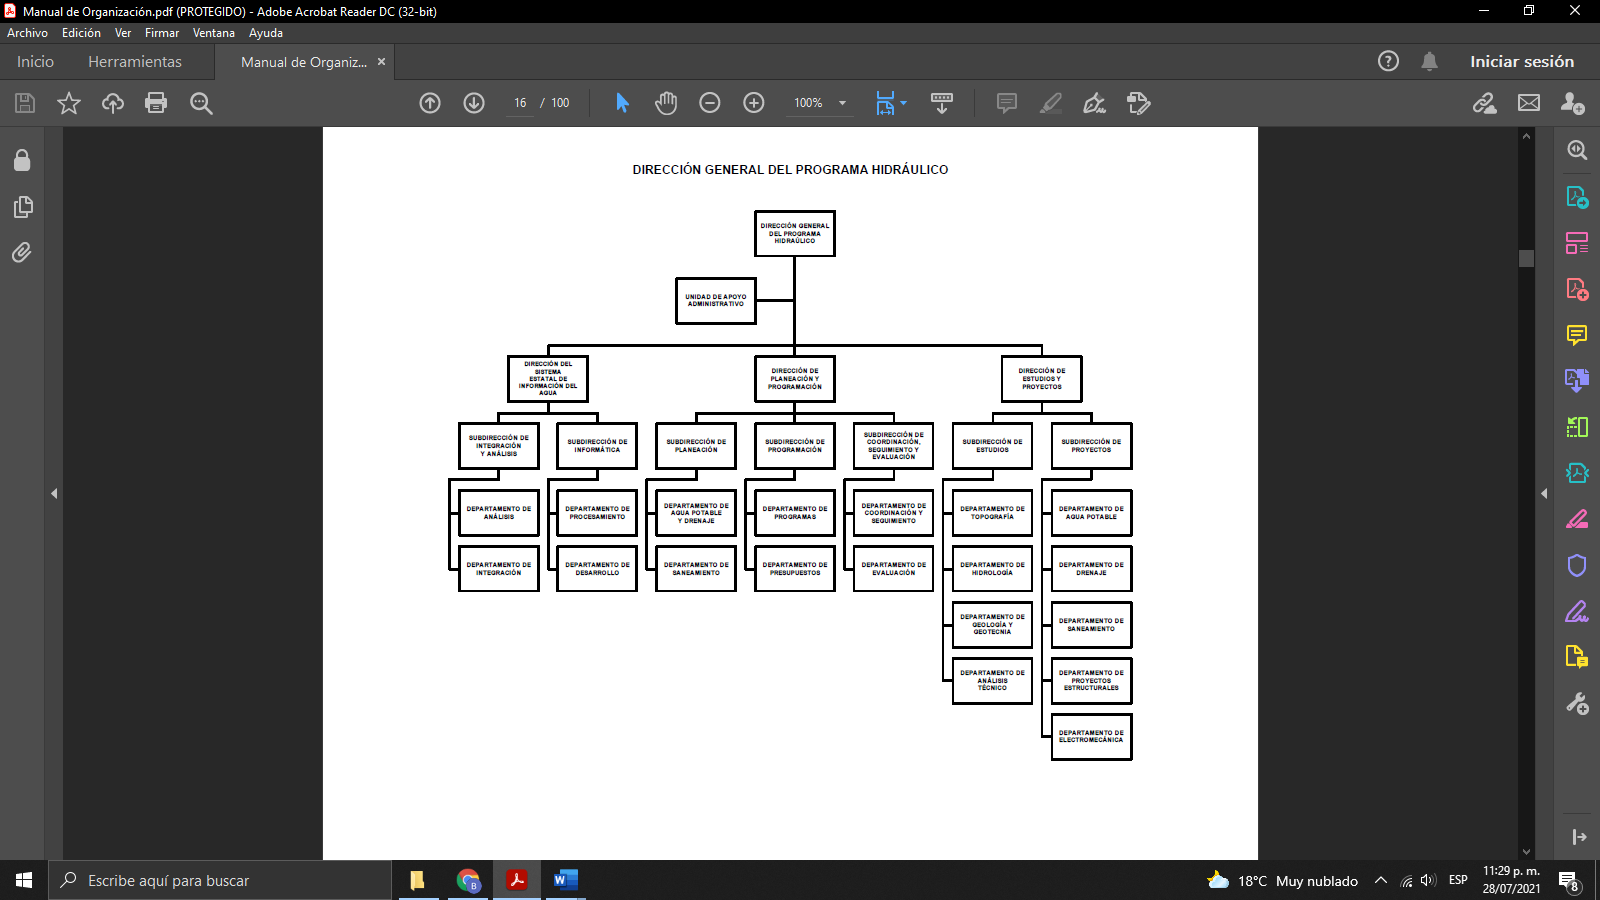 Manual de Organización.pdf (PROTEGIDO) - Adobe Acrobat Reader DC (32-bit)
Archivo Edición Ver Firmar Ventana Ayuda
Inicio Herramientas Manual de Organiz... × Iniciar sesión
16 / 100 100%
DIRECCIÓN GENERAL DEL PROGRAMA HIDRÁULICO
DIRECCIÓN GENERAL
DEL PROGRAMA
HIDRAÚLICO
UNIDAD DE APOYO
ADMINISTRATIVO
DIRECCIÓN DEL
SISTEMA
ESTATAL DE
INFORMACIÓN DEL
AGUA
DIRECCIÓN DE
PLANEACIÓN Y
PROGRAMACIÓN
DIRECCIÓN DE
ESTUDIOS Y
PROYECTOS
SUBDIRECCIÓN DE
INTEGRACIÓN
Y ANÁLISIS
SUBDIRECCIÓN DE
INFORMÁTICA
SUBDIRECCIÓN DE
PLANEACIÓN
SUBDIRECCIÓN DE
PROGRAMACIÓN
SUBDIRECCIÓN DE
COORDINACIÓN,
SEGUIMIENTO Y
EVALUACIÓN
SUBDIRECCIÓN DE
ESTUDIOS
SUBDIRECCIÓN DE
PROYECTOS
DEPARTAMENTO DE
ANÁLISIS
DEPARTAMENTO DE
PROCESAMIENTO
DEPARTAMENTO DE
AGUA POTABLE
Y DRENAJE
DEPARTAMENTO DE
PROGRAMAS
DEPARTAMENTO DE
COORDINACIÓN Y
SEGUIMIENTO
DEPARTAMENTO DE
TOPOGRAFÍA
DEPARTAMENTO DE
AGUA POTABLE
DEPARTAMENTO DE
INTEGRACIÓN
DEPARTAMENTO DE
DESARROLLO
DEPARTAMENTO DE
SANEAMIENTO
DEPARTAMENTO DE
PRESUPUESTOS
DEPARTAMENTO DE
EVALUACIÓN
DEPARTAMENTO DE
HIDROLOGÍA
DEPARTAMENTO DE
DRENAJE
DEPARTAMENTO DE
GEOLOGÍA Y
GEOTECNIA
DEPARTAMENTO DE
SANEAMIENTO
DEPARTAMENTO DE
ANÁLISIS
TÉCNICO
DEPARTAMENTO DE
PROYECTOS
ESTRUCTURALES
DEPARTAMENTO DE
ELECTROMECÁNICA
Escribe aquí para buscar
B
W
18°C Muy nublado
ESP
11:29 p. m.
28/07/2021
8